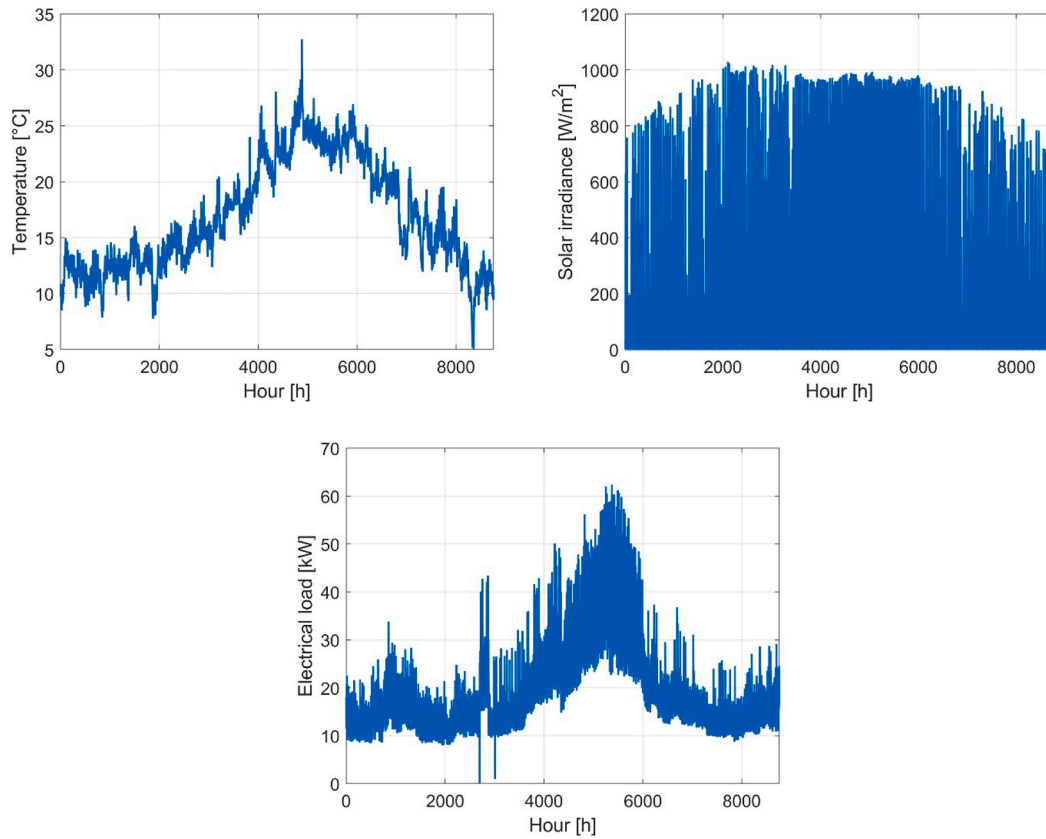 35
30
25
20
15
10
5
0 2000 4000 6000 8000
Temperature [°C]
Hour [h]
1200
1000
800
600
400
200
0
0 2000 4000 6000 8000
Solar irradiance [W/m²]
Hour [h]
70
60
50
40
30
20
10
0
0 2000 4000 6000 8000
Electrical load [kW]
Hour [h]